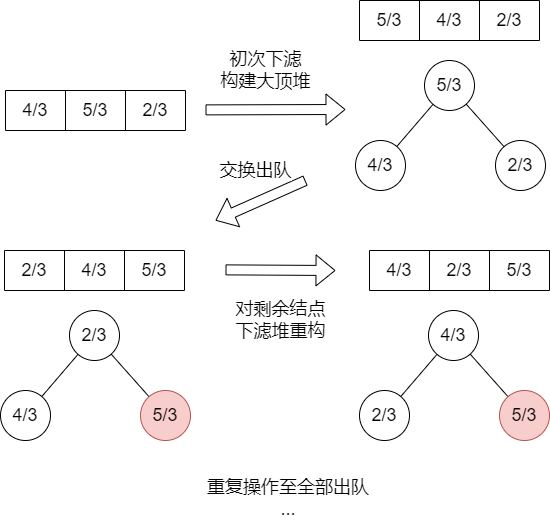 5/3 4/3 2/3
初次下滤
构建大顶堆
4/3 5/3 2/3
5/3
4/3 2/3
交换出队
2/3 4/3 5/3
4/3 2/3 5/3
对剩余结点
下滤堆重构
2/3
4/3 5/3
4/3
2/3 5/3
重复操作至全部出队
...